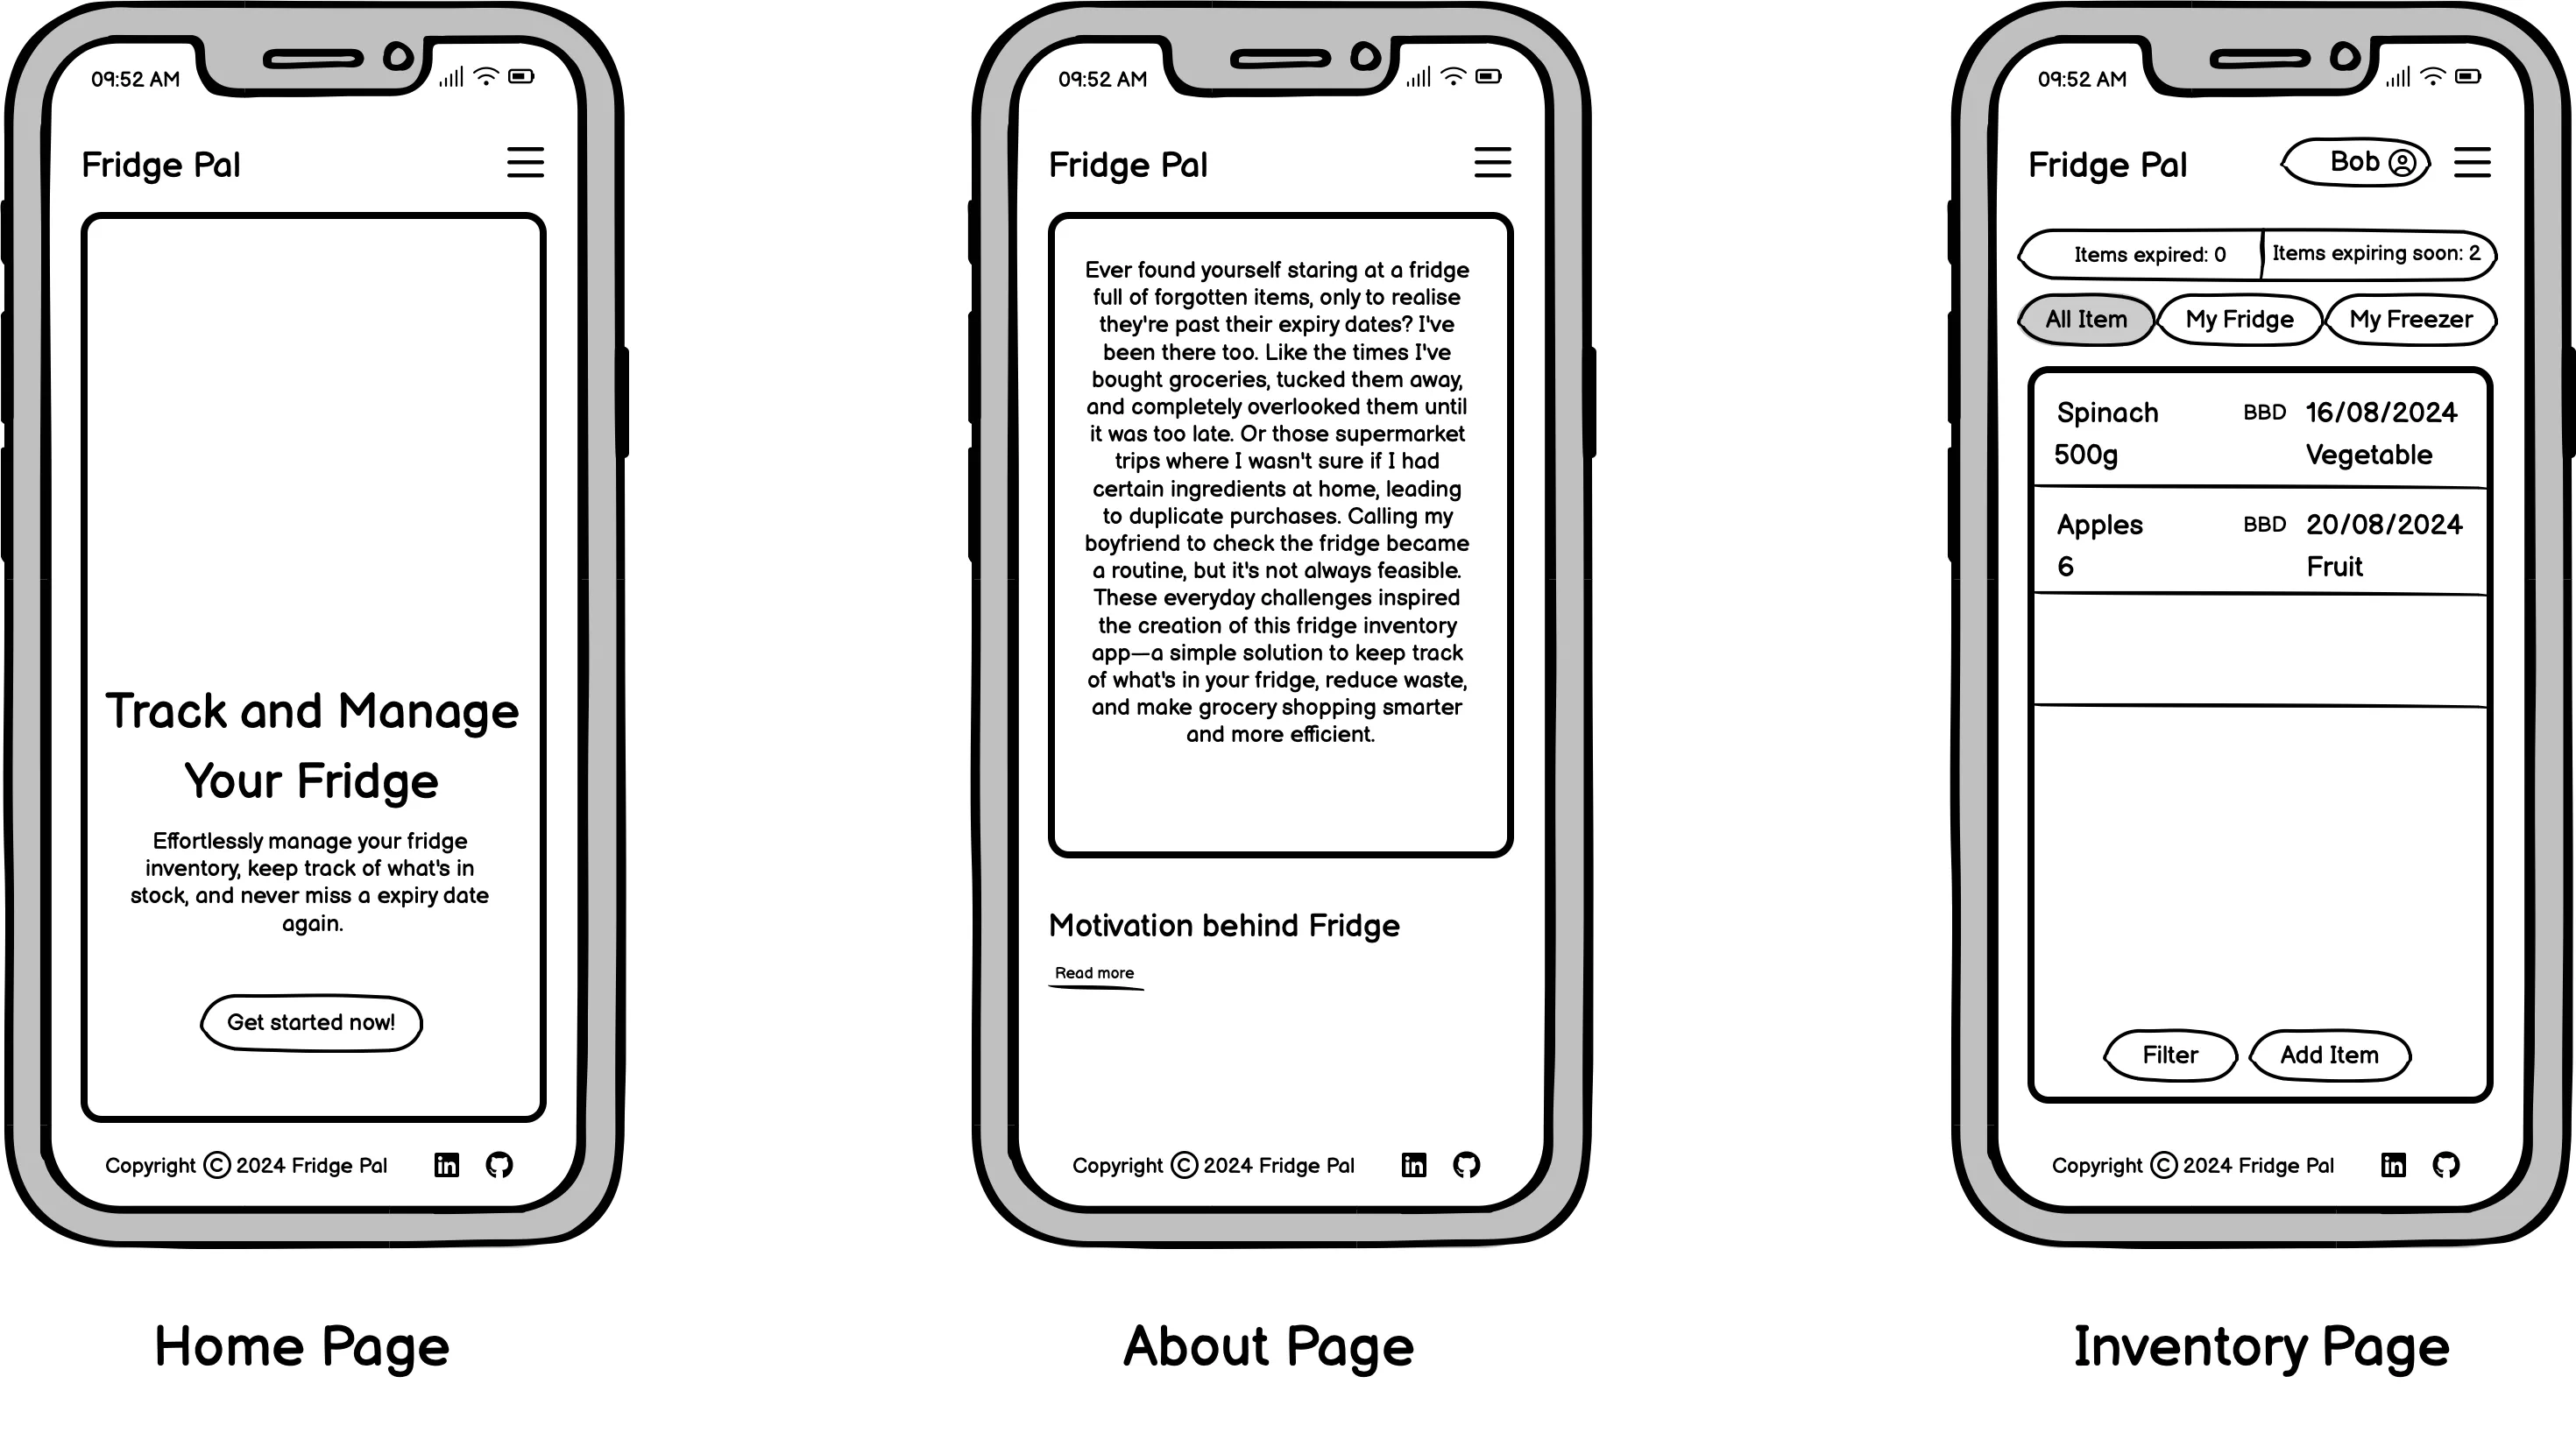 09:52 AM
Fridge Pal
Track and Manage
Your Fridge
Effortlessly manage your fridge
inventory, keep track of what's in
stock, and never miss a expiry date
again.
Get started now!
Copyright © 2024 Fridge Pal
in
Home Page
09:52 AM
Fridge Pal
Ever found yourself staring at a fridge
full of forgotten items, only to realise
they're past their expiry dates? I've
been there too. Like the times I've
bought groceries, tucked them away,
and completely overlooked them until
it was too late. Or those supermarket
trips where I wasn't sure if I had
certain ingredients at home, leading
to duplicate purchases. Calling my
boyfriend to check the fridge became
a routine, but it's not always feasible.
These everyday challenges inspired
the creation of this fridge inventory
app—a simple solution to keep track
of what's in your fridge, reduce waste,
and make grocery shopping smarter
and more efficient.
Motivation behind Fridge
Read more
Copyright © 2024 Fridge Pal
in
About Page
09:52 AM
Fridge Pal Bob
Items expired: 0 Items expiring soon: 2
All Item My Fridge My Freezer
Spinach BBD 16/08/2024
500g Vegetable
Apples BBD 20/08/2024
6 Fruit
Filter Add Item
Copyright © 2024 Fridge Pal
in
Inventory Page